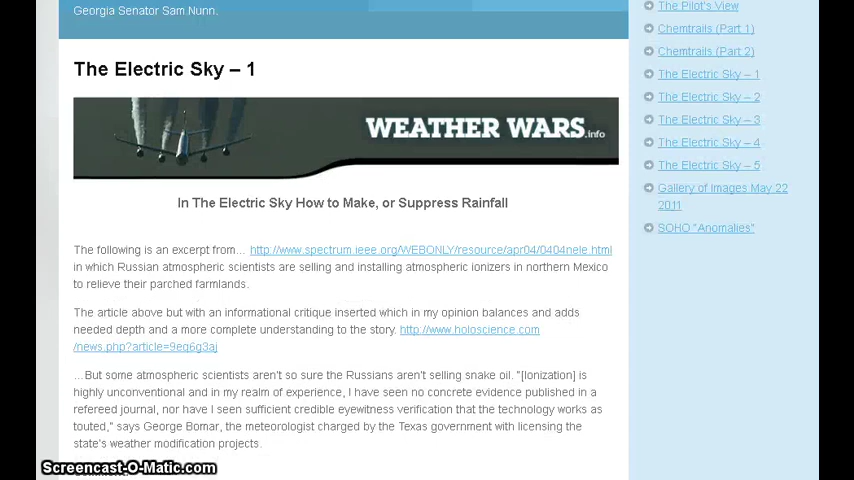 Georgia Senator Sam Nunn.
The Electric Sky – 1
WEATHER WARS.info
In The Electric Sky How to Make, or Suppress Rainfall
The following is an excerpt from… http://www.spectrum.ieee.org/WEBONLY/resource/apr04/0404nele.html
in which Russian atmospheric scientists are selling and installing atmospheric ionizers in northern Mexico
to relieve their parched farmlands.
The article above but with an informational critique inserted which in my opinion balances and adds
needed depth and a more complete understanding to the story. http://www.holoscience.com
/news.php?article=9eq6g3aj
…But some atmospheric scientists aren't so sure the Russians aren't selling snake oil. "[Ionization] is
highly unconventional and in my realm of experience, I have seen no concrete evidence published in a
refereed journal, nor have I seen sufficient credible eyewitness verification that the technology works as
touted," says George Bomar, the meteorologist charged by the Texas government with licensing the
state's weather modification projects.
The Pilot's View
Chemtrails (Part 1)
Chemtrails (Part 2)
The Electric Sky – 1
The Electric Sky – 2
The Electric Sky – 3
The Electric Sky – 4
The Electric Sky – 5
Gallery of Images May 22
2011
SOHO "Anomalies"
Screencast-O-Matic.com